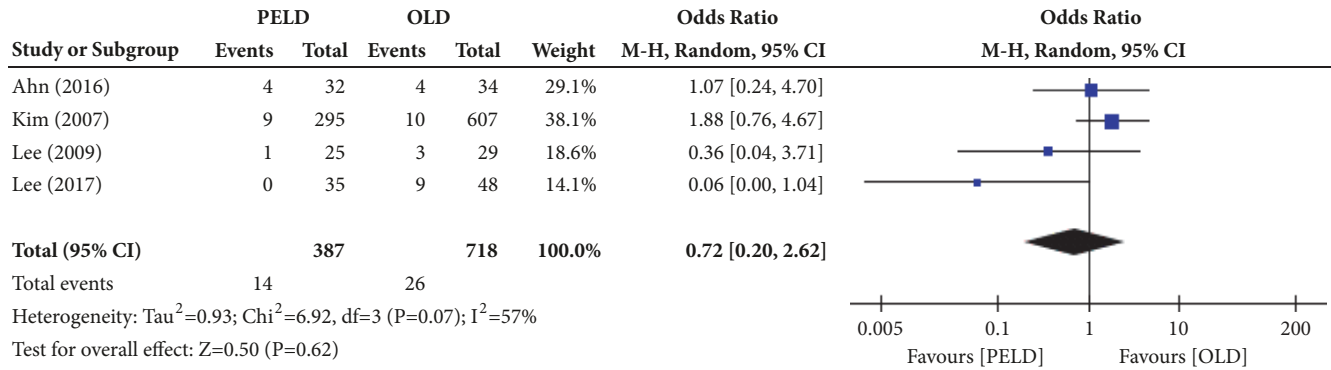 PELD OLD Odds Ratio Odds Ratio
Study or Subgroup Events Total Events Total Weight M-H, Random, 95% CI M-H, Random, 95% CI
Ahn (2016) 4 32 4 34 29.1% 1.07 [0.24, 4.70]
Kim (2007) 9 295 10 607 38.1% 1.88 [0.76, 4.67]
Lee (2009) 1 25 3 29 18.6% 0.36 [0.04, 3.71]
Lee (2017) 0 35 9 48 14.1% 0.06 [0.00, 1.04]
Total (95% CI) 387 718 100.0% 0.72 [0.20, 2.62]
Total events 14 26
Heterogeneity: Tau²=0.93; Chi²=6.92, df=3 (P=0.07); I²=57%
Test for overall effect: Z=0.50 (P=0.62)
0.005 0.1 1 10 200
Favours [PELD] Favours [OLD]